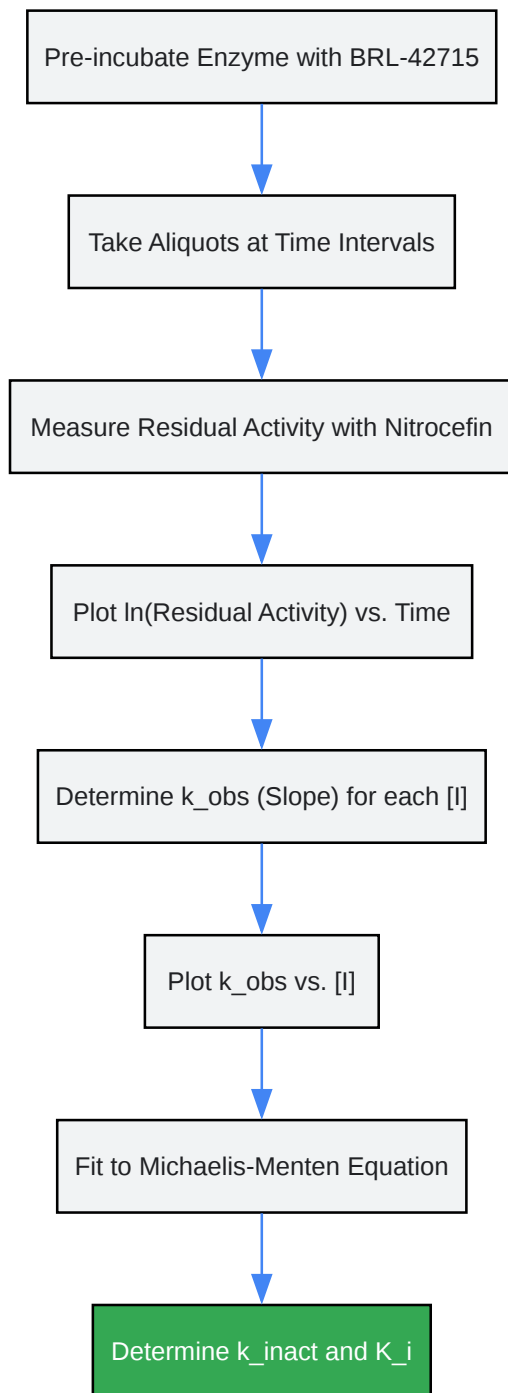 Pre-incubate Enzyme with BRL-42715
Take Aliquots at Time Intervals
Measure Residual Activity with Nitrocefin
Plot ln(Residual Activity) vs. Time
Determine k_obs (Slope) for each [I]
Plot k_obs vs. [I]
Fit to Michaelis-Menten Equation
Determine k_inact and K_i